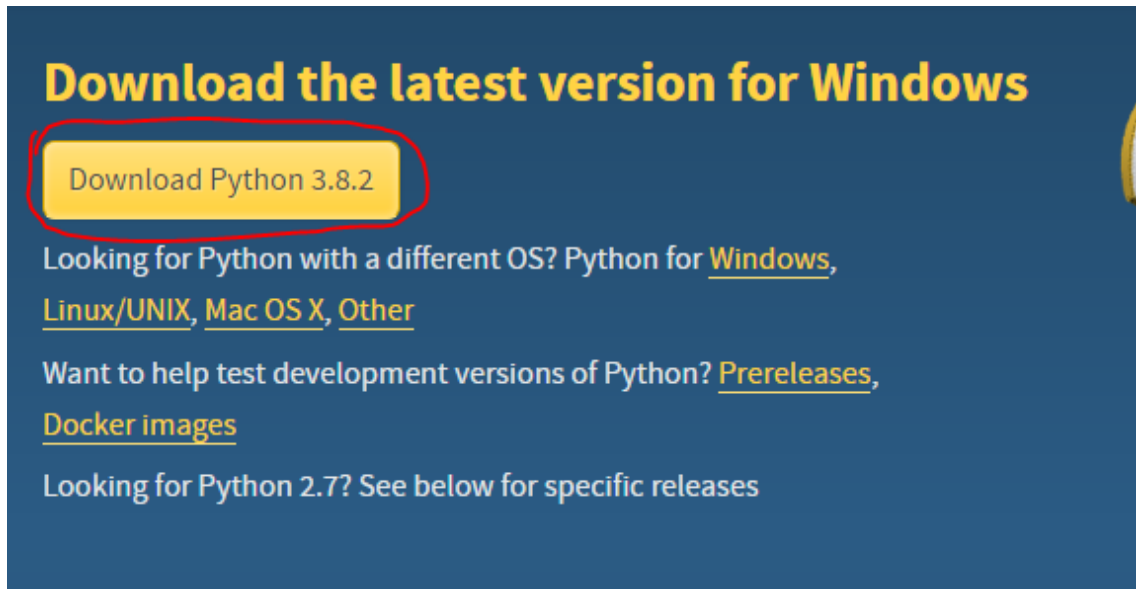 Download the latest version for Windows
Download Python 3.8.2
Looking for Python with a different OS? Python for Windows,
Linux/UNIX, Mac OS X, Other
Want to help test development versions of Python? Prereleases,
Docker images
Looking for Python 2.7? See below for specific releases